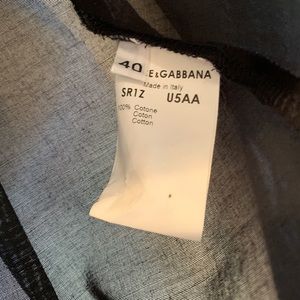 40
E&GABBANA
Made in Italy
SR1Z U5AA
100% Cotone
Coton
Cotton